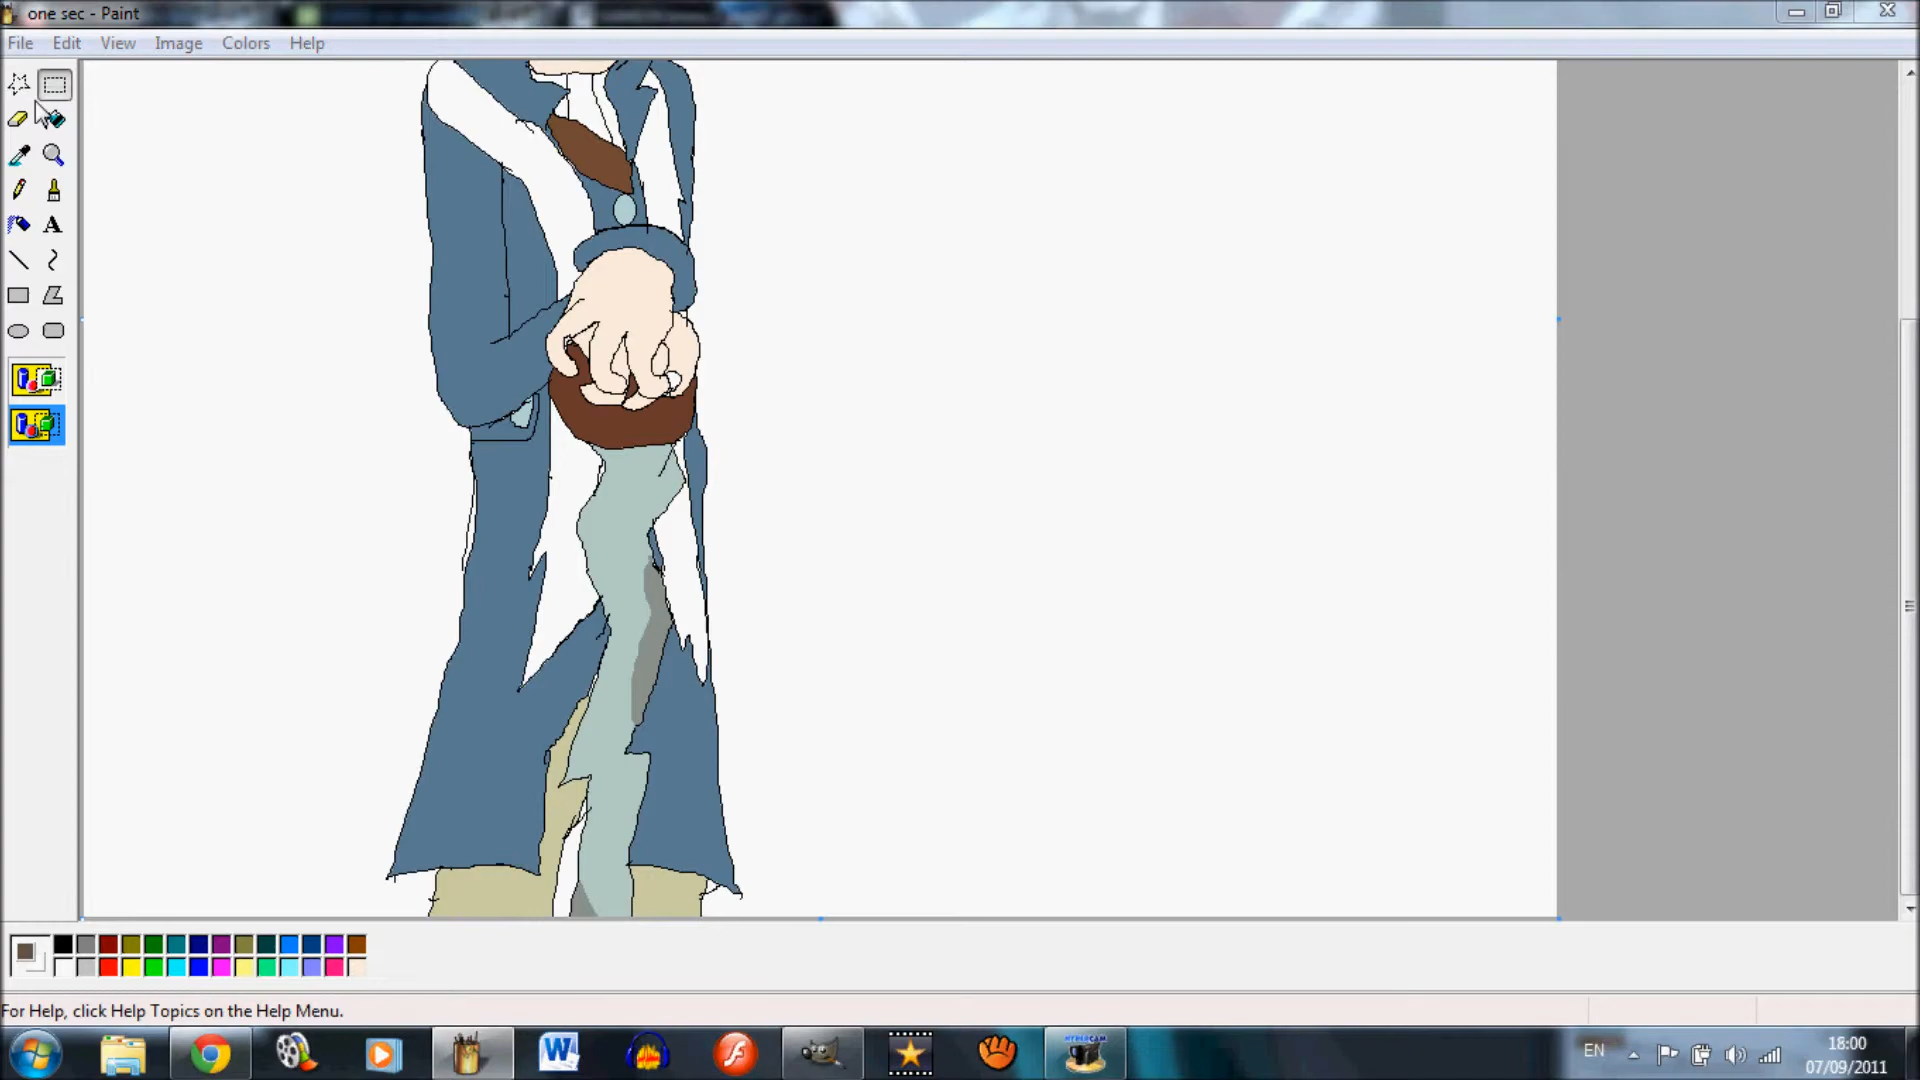 one sec - Paint
File Edit View Image Colors Help
A
For Help, click Help Topics on the Help Menu.
W
HYPERCAM
EN
18:00
07/09/2011